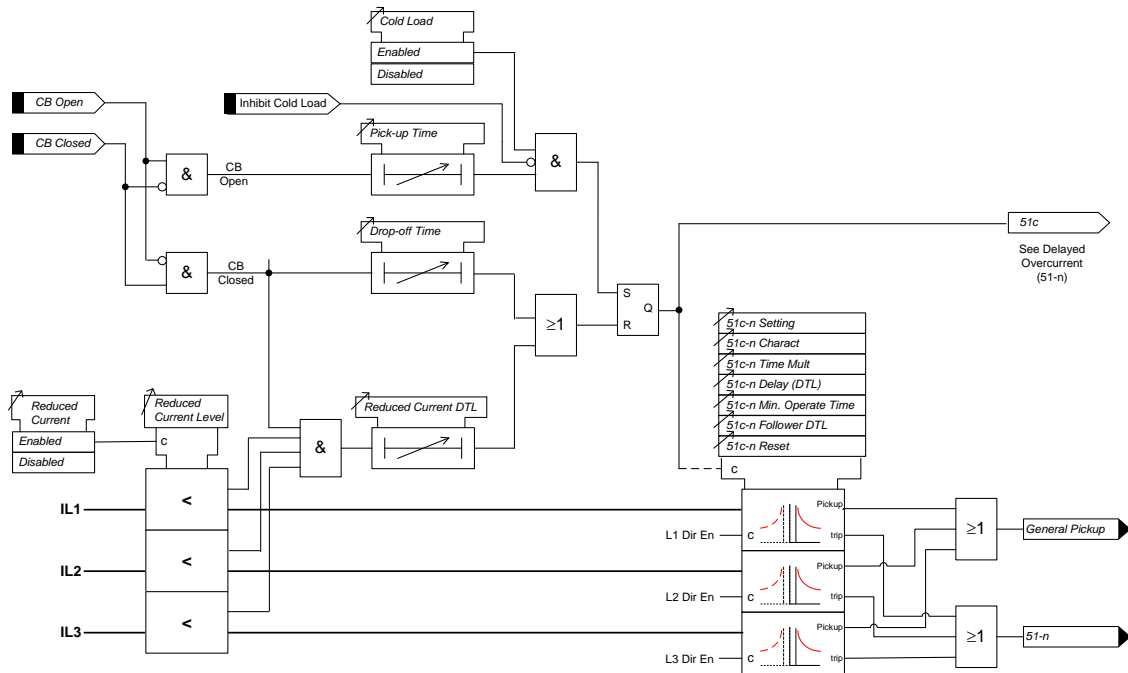 Cold Load
Enabled
Disabled
CB Open
Inhibit Cold Load
CB Closed
Pick-up Time
&
CB
Open
&
Drop-off Time
51c
See Delayed
Overcurrent
(51-n)
&
CB
Closed
S
Q
R
≥1
51c-n Setting
51c-n Charact
51c-n Time Mult
51c-n Delay (DTL)
51c-n Min. Operate Time
51c-n Follower DTL
51c-n Reset
c
Reduced
Current
Enabled
Disabled
Reduced
Current Level
c
Reduced Current DTL
&
<
IL1
Pickup
L1 Dir En
c
trip
≥1
General Pickup
<
IL2
Pickup
L2 Dir En
c
trip
<
IL3
Pickup
L3 Dir En
c
trip
≥1
51-n